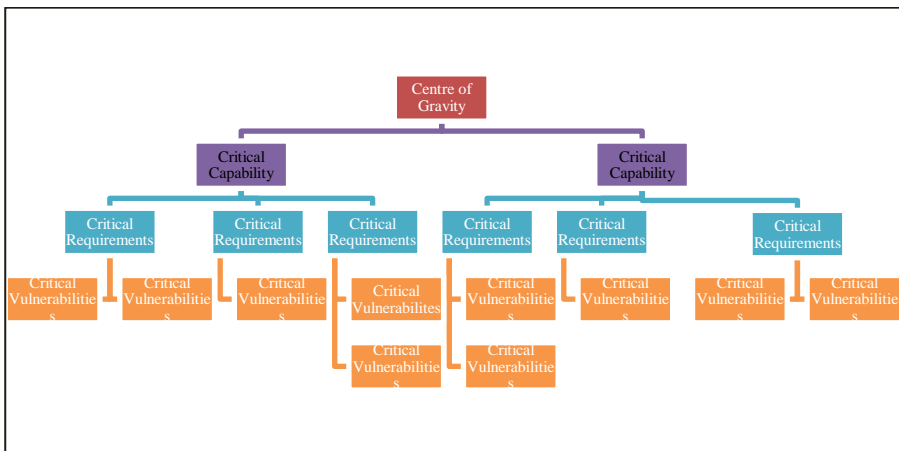 Centre of
Gravity
Critical
Capability
Critical
Capability
Critical
Requirements
Critical
Requirements
Critical
Requirements
Critical
Requirements
Critical
Requirements
Critical
Requirements
Critical
Vulnerabilitie
s
Critical
Vulnerabilitie
s
Critical
Vulnerabilitie
s
Critical
Vulnerabilites
Critical
Vulnerabilitie
s
Critical
Vulnerabilitie
s
Critical
Vulnerabilitie
s
Critical
Vulnerabilitie
s
Critical
Vulnerabilitie
s
Critical
Vulnerabilitie
s